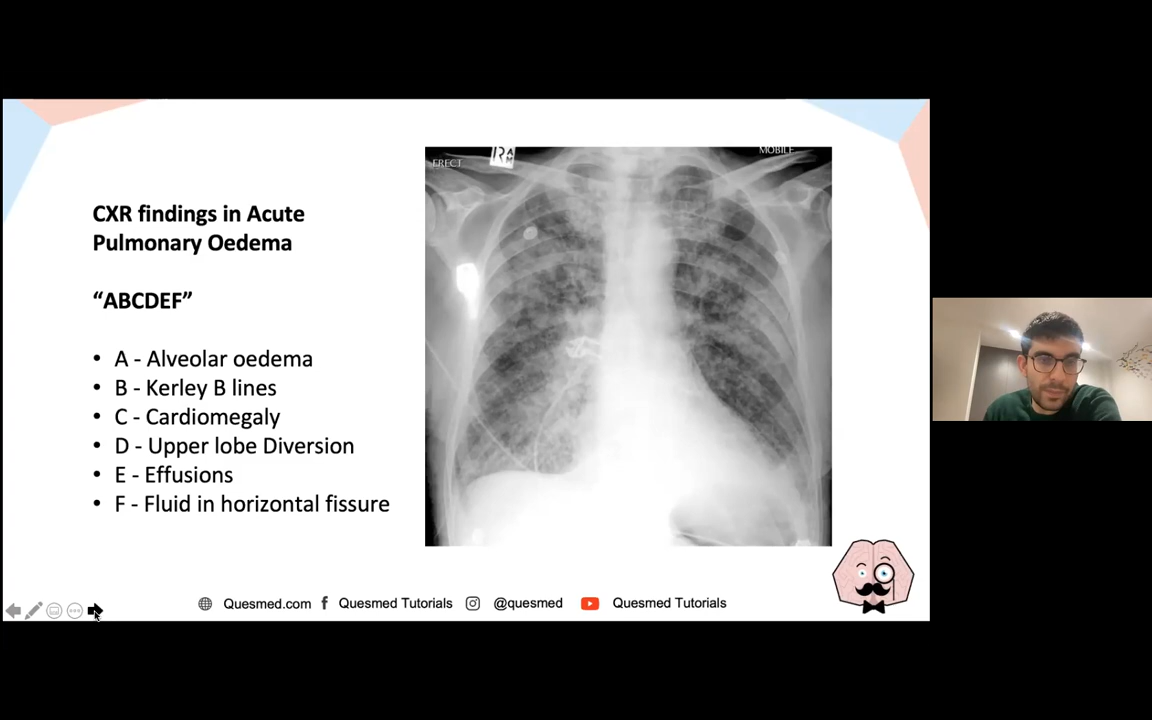 CXR findings in Acute
Pulmonary Oedema
“ABCDEF”
• A - Alveolar oedema
• B - Kerley B lines
• C - Cardiomegaly
• D - Upper lobe Diversion
• E - Effusions
• F - Fluid in horizontal fissure
ERECT
R
MOBILE
Quesmed.com
Quesmed Tutorials
@quesmed
Quesmed Tutorials